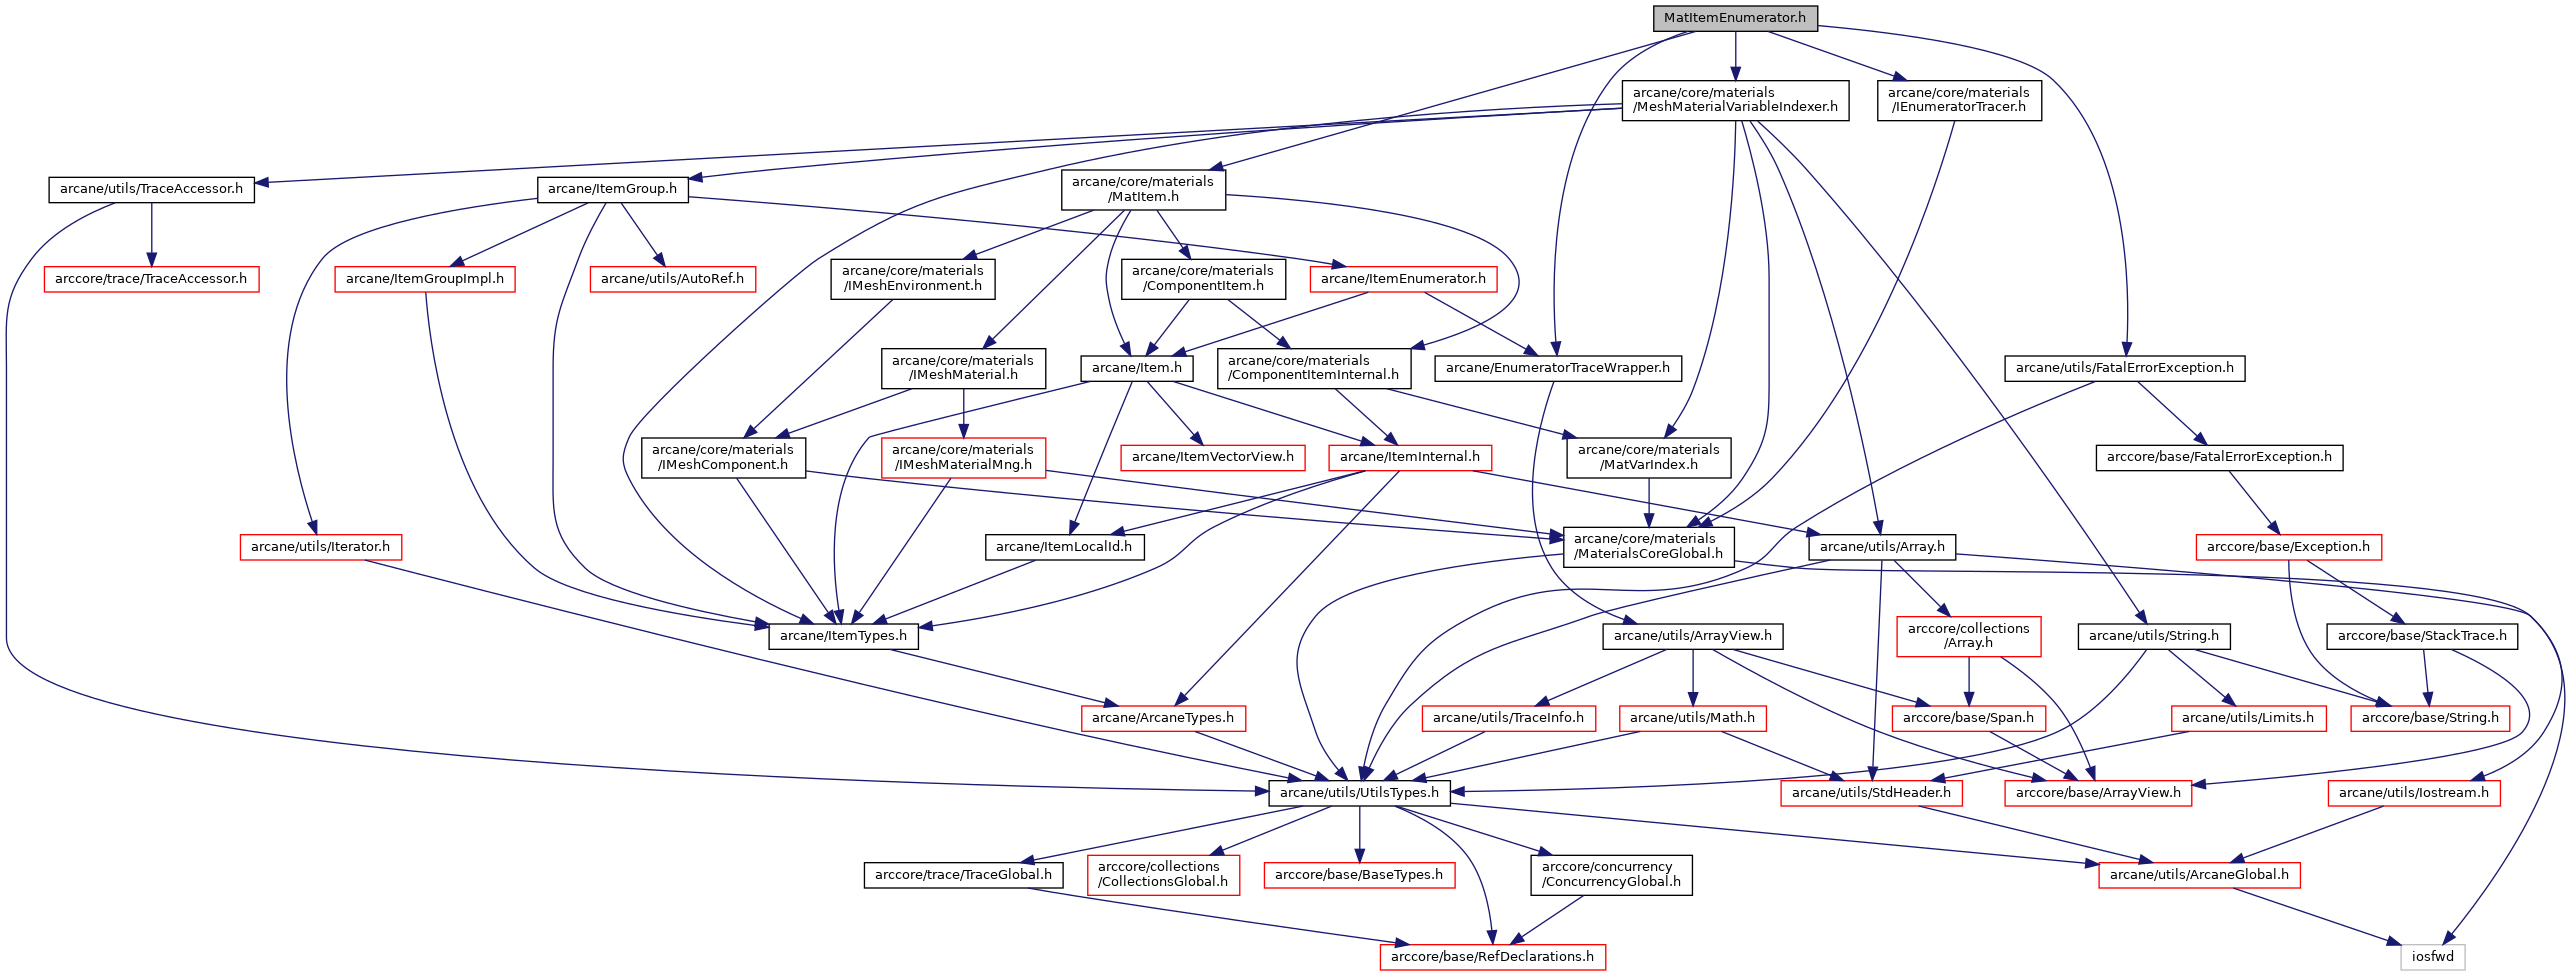 MatItemEnumerator.h
arcane/core/materials
/MeshMaterialVariableIndexer.h
arcane/core/materials
/IEnumeratorTracer.h
arcane/utils/TraceAccessor.h
arcane/ItemGroup.h
arcane/core/materials
/MatItem.h
arccore/trace/TraceAccessor.h
arcane/ItemGroupImpl.h
arcane/utils/AutoRef.h
arcane/core/materials
/IMeshEnvironment.h
arcane/core/materials
/ComponentItem.h
arcane/ItemEnumerator.h
arcane/core/materials
/IMeshMaterial.h
arcane/Item.h
arcane/core/materials
/ComponentItemInternal.h
arcane/EnumeratorTraceWrapper.h
arcane/utils/FatalErrorException.h
arcane/core/materials
/IMeshComponent.h
arcane/core/materials
/IMeshMaterialMng.h
arcane/ItemVectorView.h
arcane/ItemInternal.h
arcane/core/materials
/MatVarIndex.h
arccore/base/FatalErrorException.h
arcane/utils/Iterator.h
arcane/ItemLocalId.h
arcane/core/materials
/MaterialsCoreGlobal.h
arcane/utils/Array.h
arccore/base/Exception.h
arcane/ItemTypes.h
arcane/utils/ArrayView.h
arccore/collections
/Array.h
arcane/utils/String.h
arccore/base/StackTrace.h
arcane/ArcaneTypes.h
arcane/utils/TraceInfo.h
arcane/utils/Math.h
arccore/base/Span.h
arcane/utils/Limits.h
arccore/base/String.h
arcane/utils/UtilsTypes.h
arcane/utils/StdHeader.h
arccore/base/ArrayView.h
arcane/utils/Iostream.h
arccore/trace/TraceGlobal.h
arccore/collections
/CollectionsGlobal.h
arccore/base/BaseTypes.h
arccore/concurrency
/ConcurrencyGlobal.h
arcane/utils/ArcaneGlobal.h
arccore/base/RefDeclarations.h
iosfwd